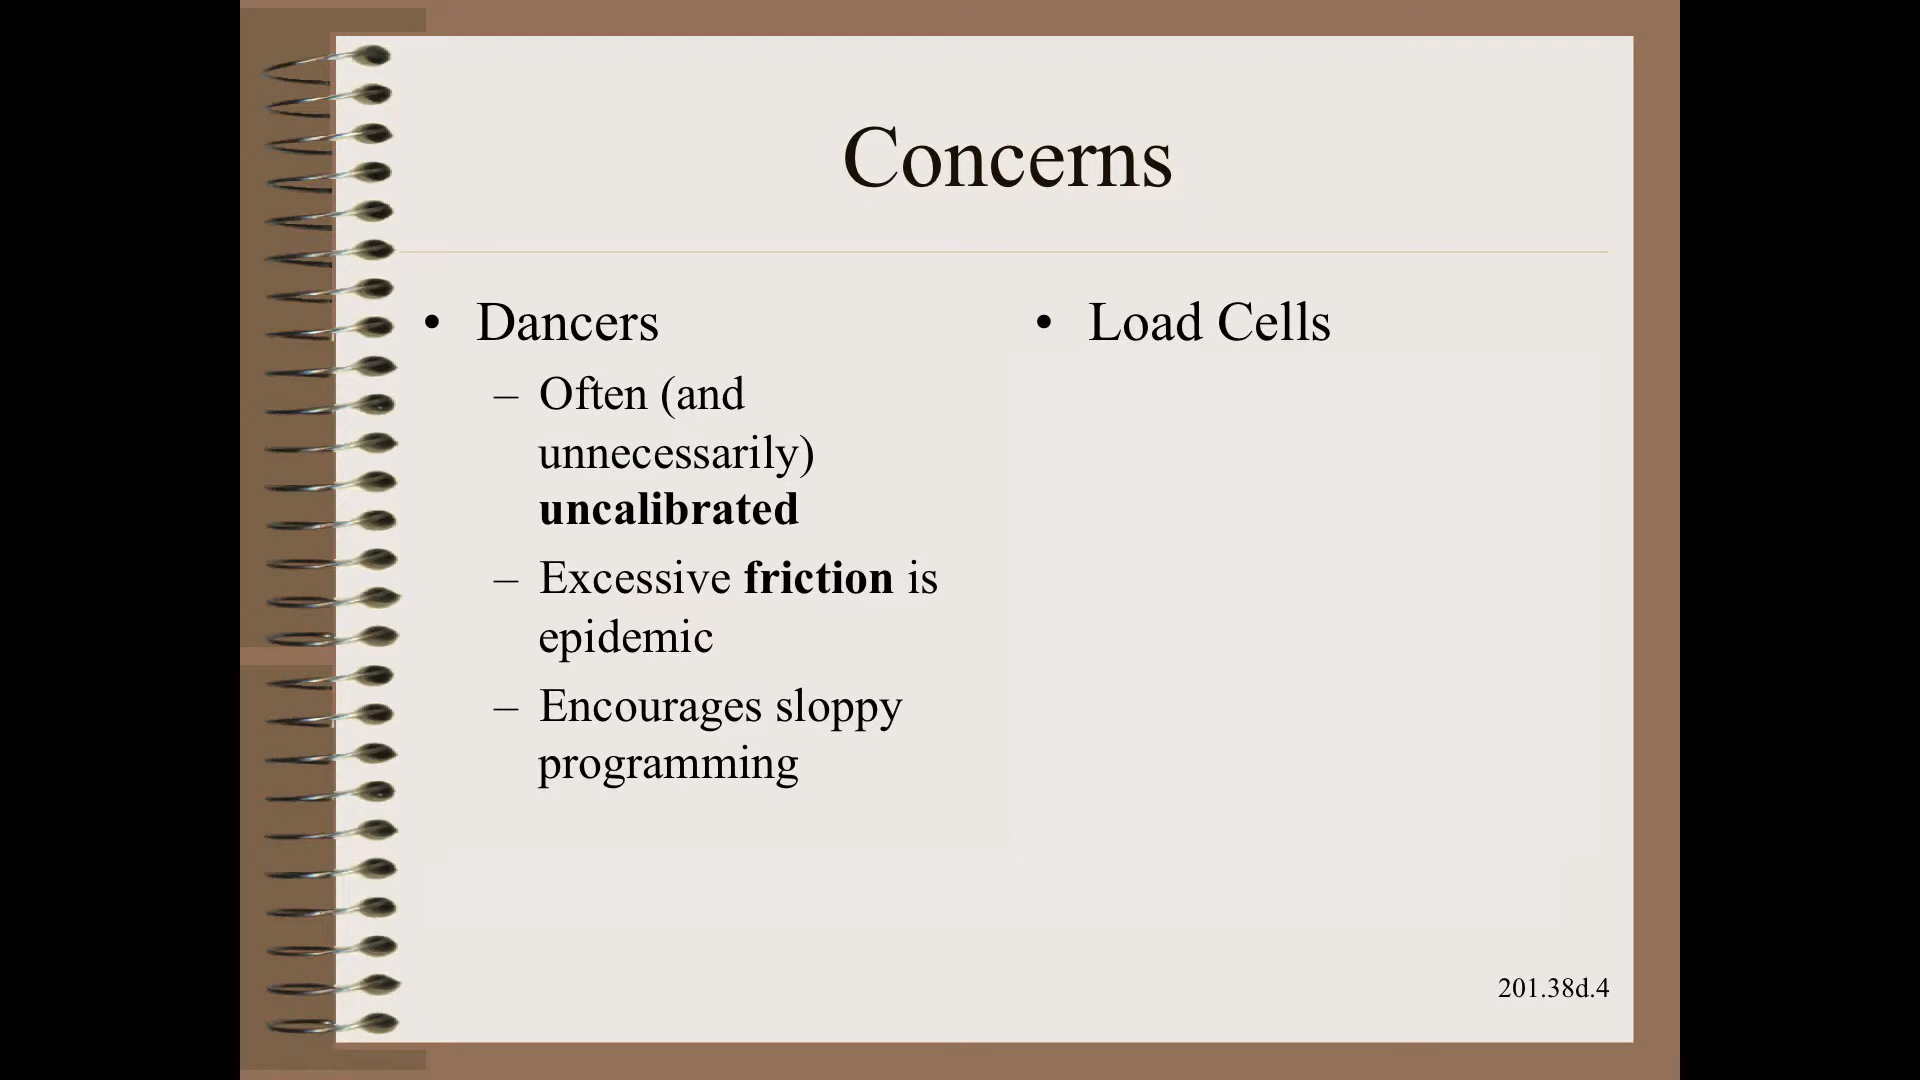 Concerns
• Dancers
– Often (and
unnecessarily)
uncalibrated
– Excessive friction is
epidemic
– Encourages sloppy
programming
• Load Cells
201.38d.4